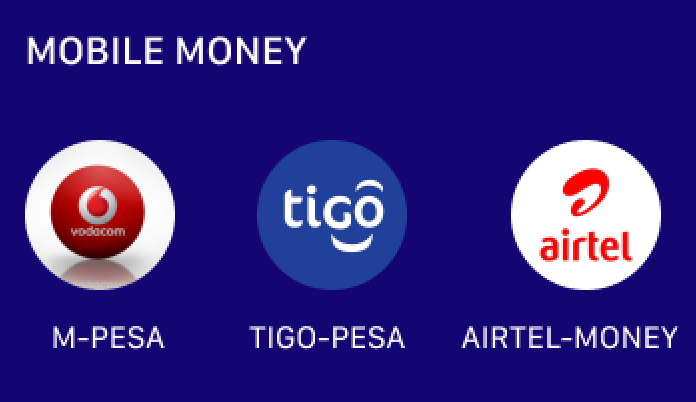 MOBILE MONEY
vodacom
tigo
airtel
M-PESA
TIGO-PESA
AIRTEL-MONEY